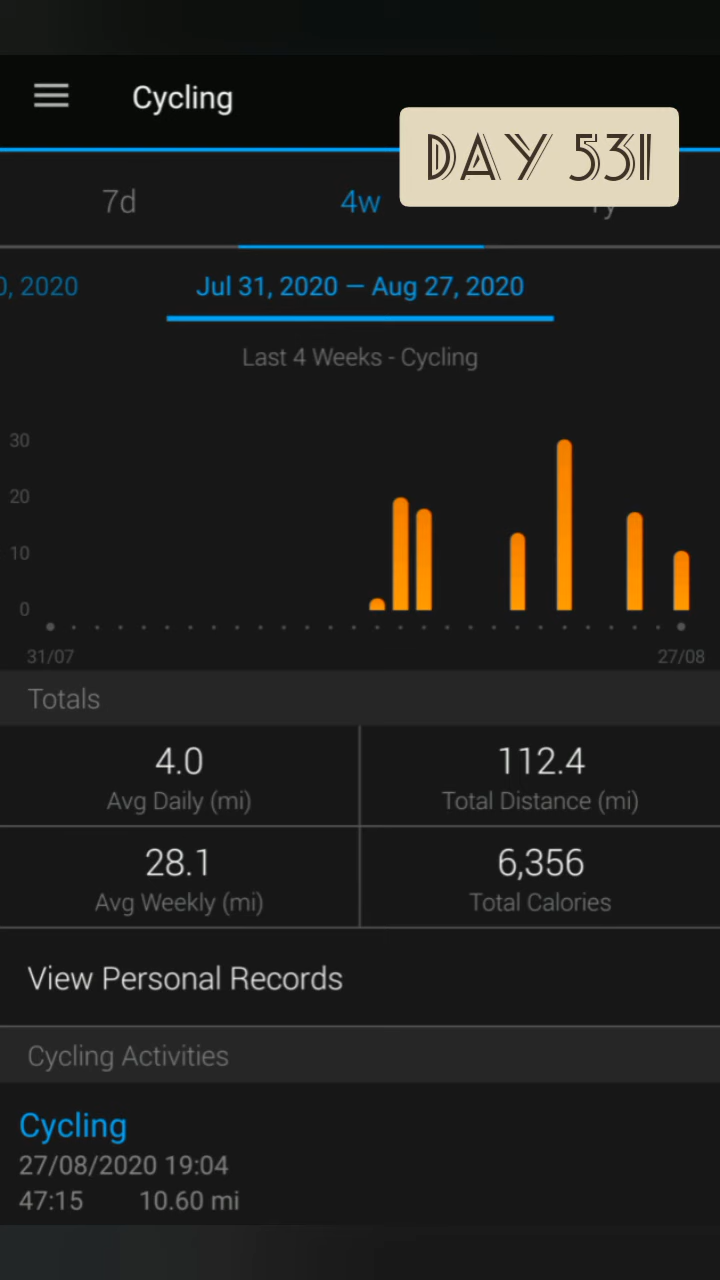 Cycling
DAY 531
7d
4w
1y
0, 2020
Jul 31, 2020 — Aug 27, 2020
Last 4 Weeks - Cycling
30
20
10
0
31/07
27/08
Totals
4.0
Avg Daily (mi)
112.4
Total Distance (mi)
28.1
Avg Weekly (mi)
6,356
Total Calories
View Personal Records
Cycling Activities
Cycling
27/08/2020 19:04
47:15 10.60 mi